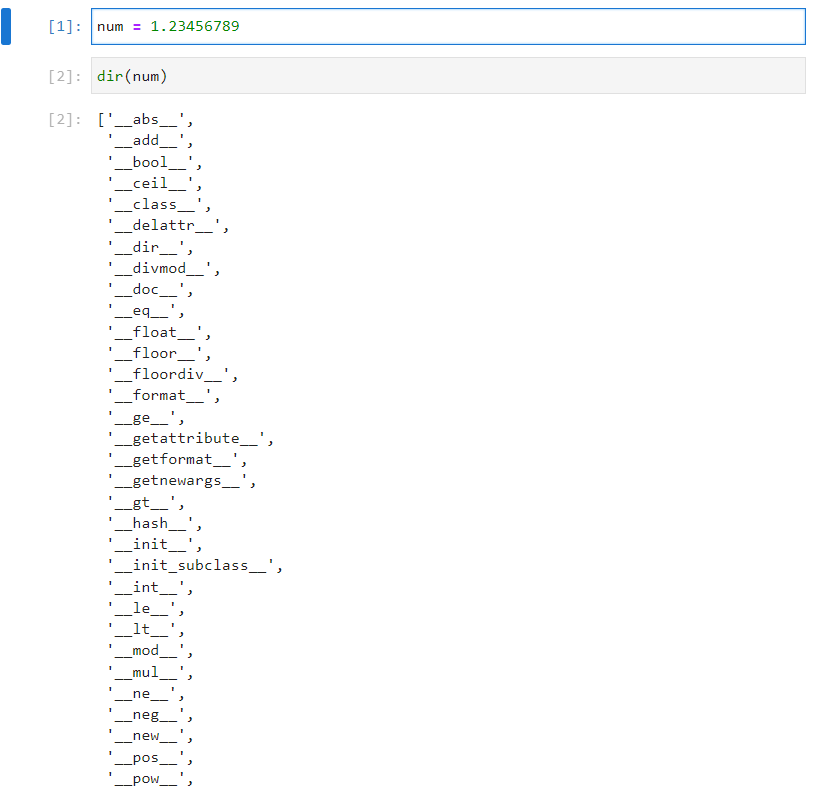 [1]: num = 1.23456789
[2]: dir(num)
[2]: ['__abs__',
'__add__',
'__bool__',
'__ceil__',
'__class__',
'__delattr__',
'__dir__',
'__divmod__',
'__doc__',
'__eq__',
'__float__',
'__floor__',
'__floordiv__',
'__format__',
'__ge__',
'__getattribute__',
'__getformat__',
'__getnewargs__',
'__gt__',
'__hash__',
'__init__',
'__init_subclass__',
'__int__',
'__le__',
'__lt__',
'__mod__',
'__mul__',
'__ne__',
'__neg__',
'__new__',
'__pos__',
'__pow__',